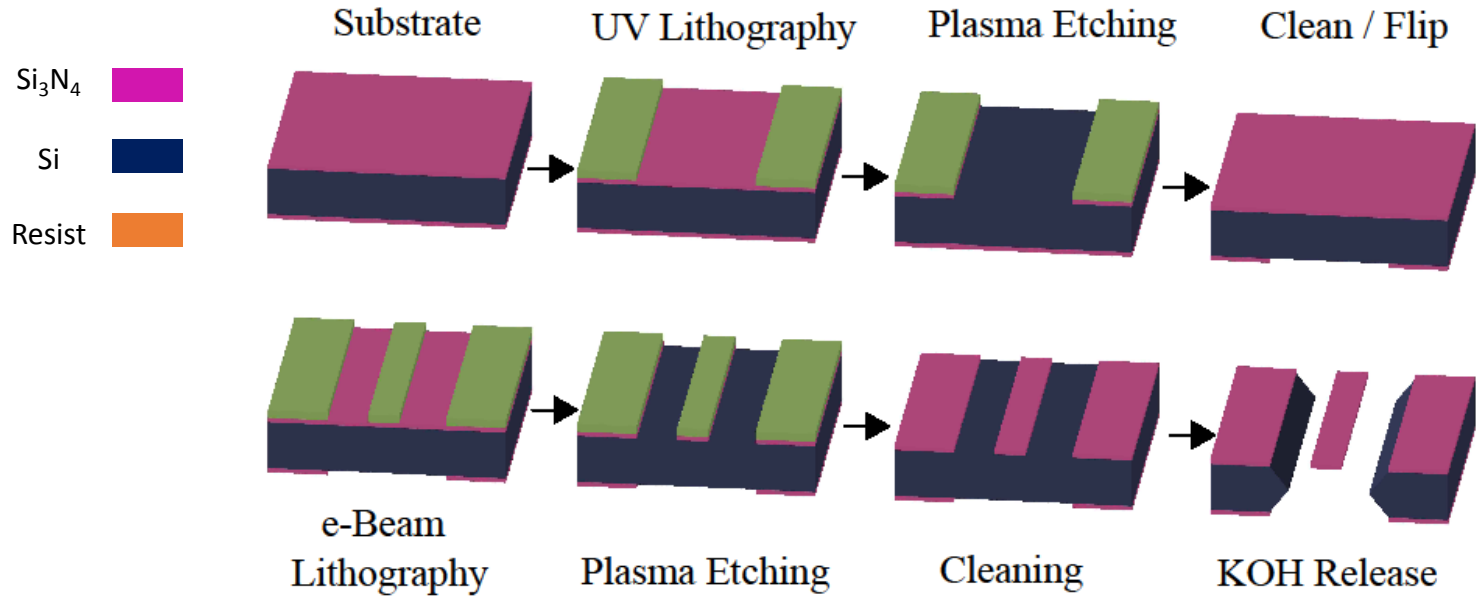 Substrate
UV Lithography
Plasma Etching
Clean / Flip
Si₃N₄
Si
Resist
e-Beam
Lithography
Plasma Etching
Cleaning
KOH Release